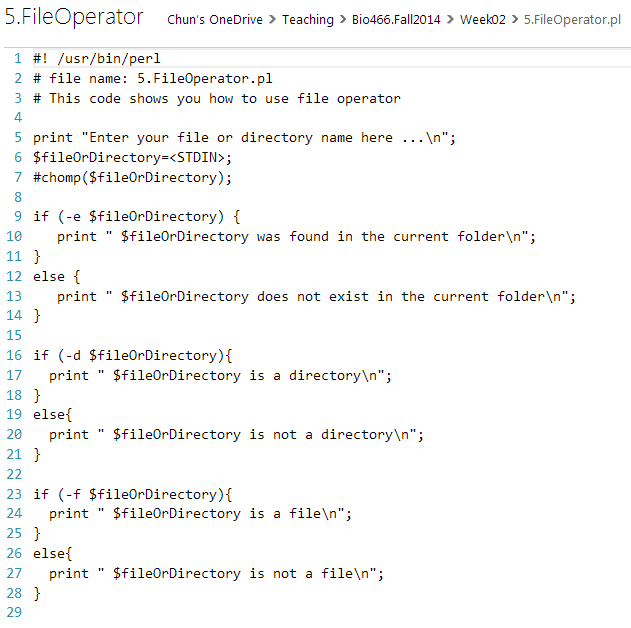 5.FileOperator Chun's OneDrive > Teaching > Bio466.Fall2014 > Week02 > 5.FileOperator.pl
1 #! /usr/bin/perl
2 # file name: 5.FileOperator.pl
3 # This code shows you how to use file operator
4
5 print "Enter your file or directory name here ...\n";
6 $fileOrDirectory=<STDIN>;
7 #chomp($fileOrDirectory);
8
9 if (-e $fileOrDirectory) {
10    print " $fileOrDirectory was found in the current folder\n";
11 }
12 else {
13    print " $fileOrDirectory does not exist in the current folder\n";
14 }
15
16 if (-d $fileOrDirectory){
17   print " $fileOrDirectory is a directory\n";
18 }
19 else{
20   print " $fileOrDirectory is not a directory\n";
21 }
22
23 if (-f $fileOrDirectory){
24   print " $fileOrDirectory is a file\n";
25 }
26 else{
27   print " $fileOrDirectory is not a file\n";
28 }
29